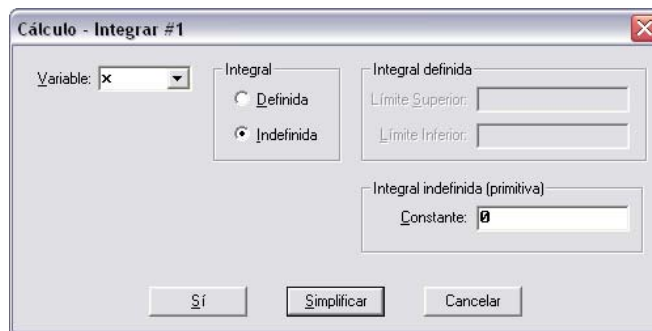 Cálculo - Integrar #1
Variable: x
Integral
Definida
Indefinida
Integral definida
Límite Superior:
Límite Inferior:
Integral indefinida (primitiva)
Constante: 0
Sí
Simplificar
Cancelar